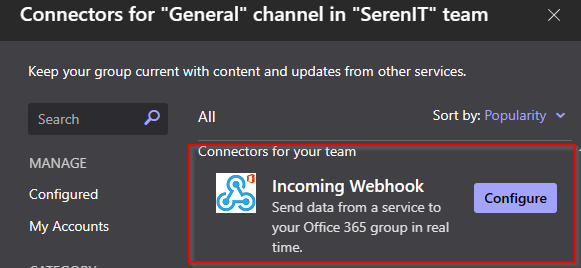 Connectors for "General" channel in "SerenIT" team
Keep your group current with content and updates from other services.
Search
All
Sort by: Popularity
MANAGE
Configured
My Accounts
CATEGORY
Connectors for your team
Incoming Webhook
Configure
Send data from a service to
your Office 365 group in real
time.